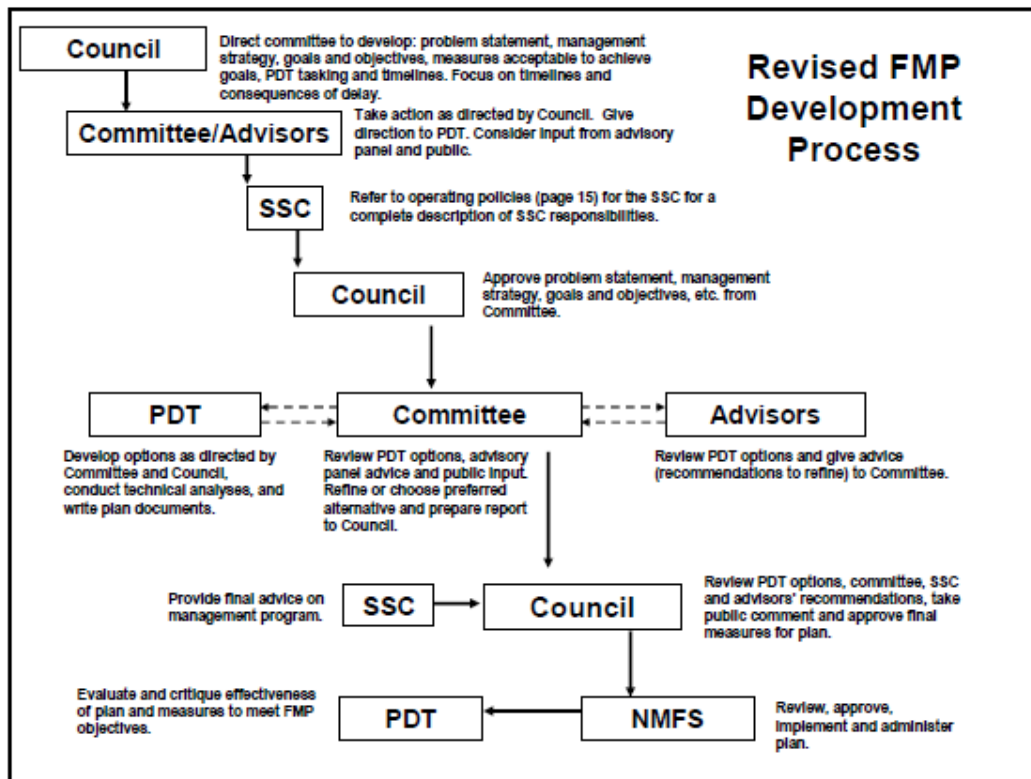 Council
Direct committee to develop: problem statement, management
strategy, goals and objectives, measures acceptable to achieve
goals, PDT tasking and timelines. Focus on timelines and
consequences of delay.
Revised FMP
Development
Process
Committee/Advisors
Take action as directed by Council. Give
direction to PDT. Consider input from advisory
panel and public.
SSC
Refer to operating policies (page 15) for the SSC for a
complete description of SSC responsibilities.
Council
Approve problem statement, management
strategy, goals and objectives, etc. from
Committee.
PDT
Committee
Advisors
Develop options as directed by
Committee and Council,
conduct technical analyses, and
write plan documents.
Review PDT options, advisory
panel advice and public input.
Refine or choose preferred
alternative and prepare report
to Council.
Review PDT options and give advice
(recommendations to refine) to Committee.
Provide final advice on
management program.
SSC
Council
Review PDT options, committee, SSC
and advisors' recommendations, take
public comment and approve final
measures for plan.
Evaluate and critique effectiveness
of plan and measures to meet FMP
objectives.
PDT
NMFS
Review, approve,
implement and administer
plan.